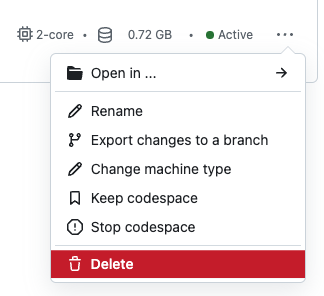 2-core • 0.72 GB • Active ...
Open in ...
Rename
Export changes to a branch
Change machine type
Keep codespace
Stop codespace
Delete